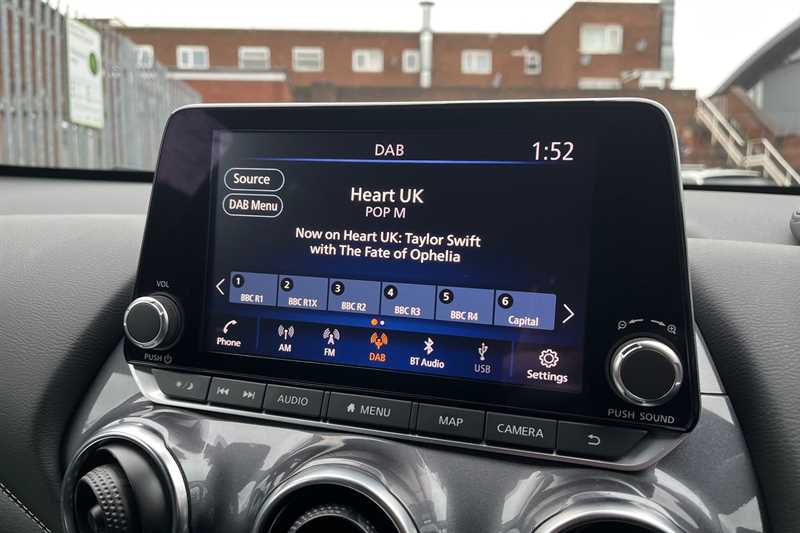 DAB
1:52
Source
DAB Menu
Heart UK
POP M
Now on Heart UK: Taylor Swift
with The Fate of Ophelia
1 BBC R1
2 BBC R1X
3 BBC R2
4 BBC R3
5 BBC R4
6 Capital
Phone
AM
FM
DAB
BT Audio
USB
Settings
VOL
PUSH
PUSH SOUND
AUDIO
MENU
MAP
CAMERA